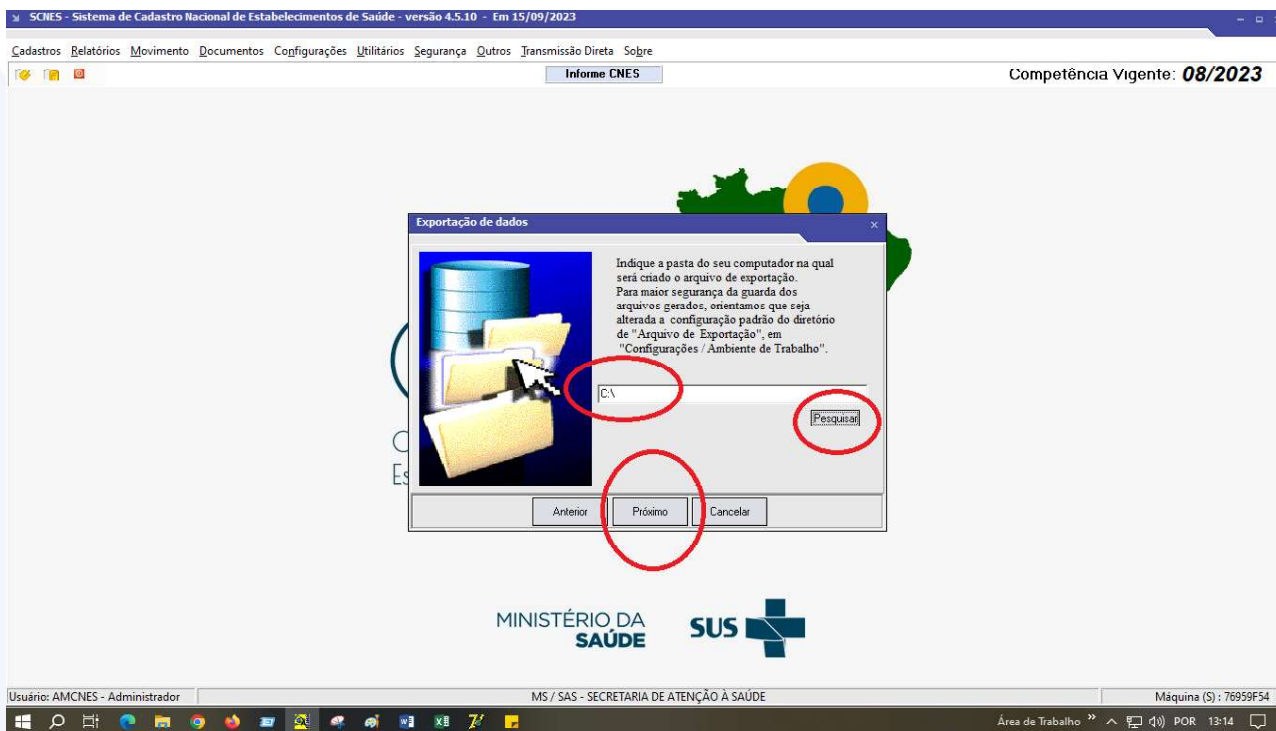 SCNES - Sistema de Cadastro Nacional de Estabelecimentos de Saúde - versão 4.5.10 - Em 15/09/2023
Cadastros Relatórios Movimento Documentos Configurações Utilitários Segurança Outros Transmissão Direta Sobre
Informe CNES
Competência Vigente: 08/2023
Exportação de dados
Indique a pasta do seu computador na qual
será criado o arquivo de exportação.
Para maior segurança da guarda dos
arquivos gerados, orientamos que seja
alterada a configuração padrão do diretório
de "Arquivo de Exportação", em
"Configurações / Ambiente de Trabalho".
C:\
Pesquisar
Anterior Próximo Cancelar
C
Es
MINISTÉRIO DA
SAÚDE
SUS
Usuário: AMCNES - Administrador
MS / SAS - SECRETARIA DE ATENÇÃO À SAÚDE
Máquina (S) : 76959F54
Área de Trabalho
POR 13:14